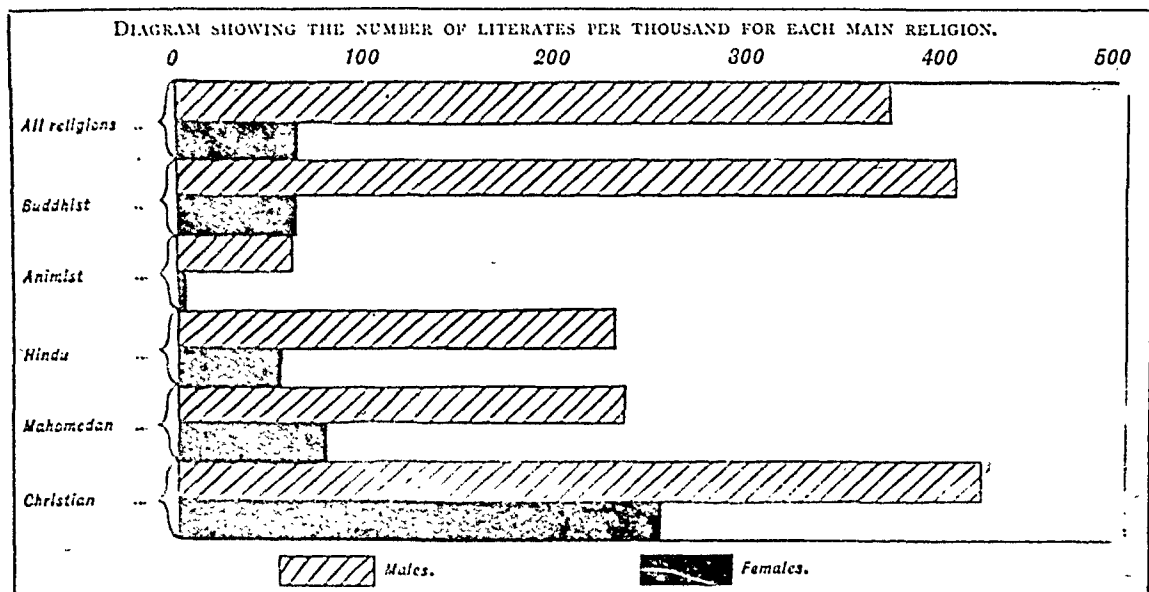 DIAGRAM SHOWING THE NUMBER OF LITERATES PER THOUSAND FOR EACH MAIN RELIGION.
0 100 200 300 400 500
All religions ..
Buddhist ..
Animist ...
Hindu ...
Mahomedan ...
Christian ...
Males. Females.